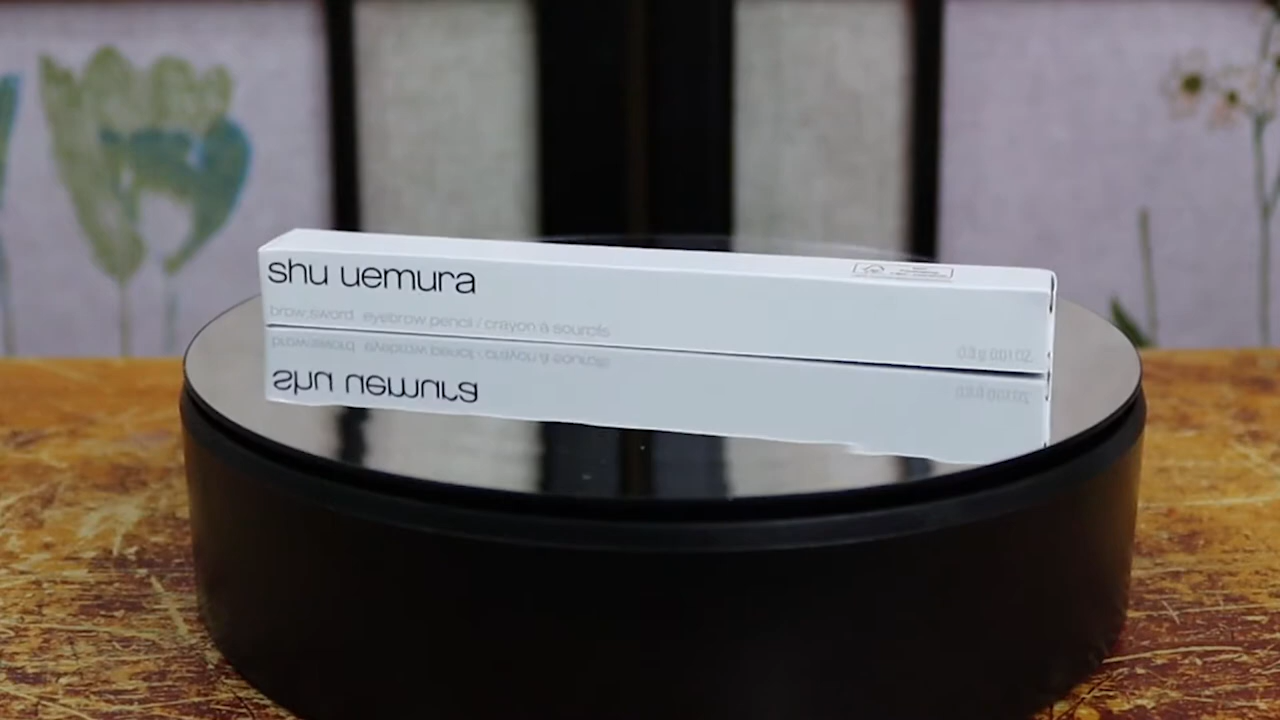 shu uemura
brow:sword eyebrow pencil / crayon à sourcils
0.3 g 0.01 OZ.